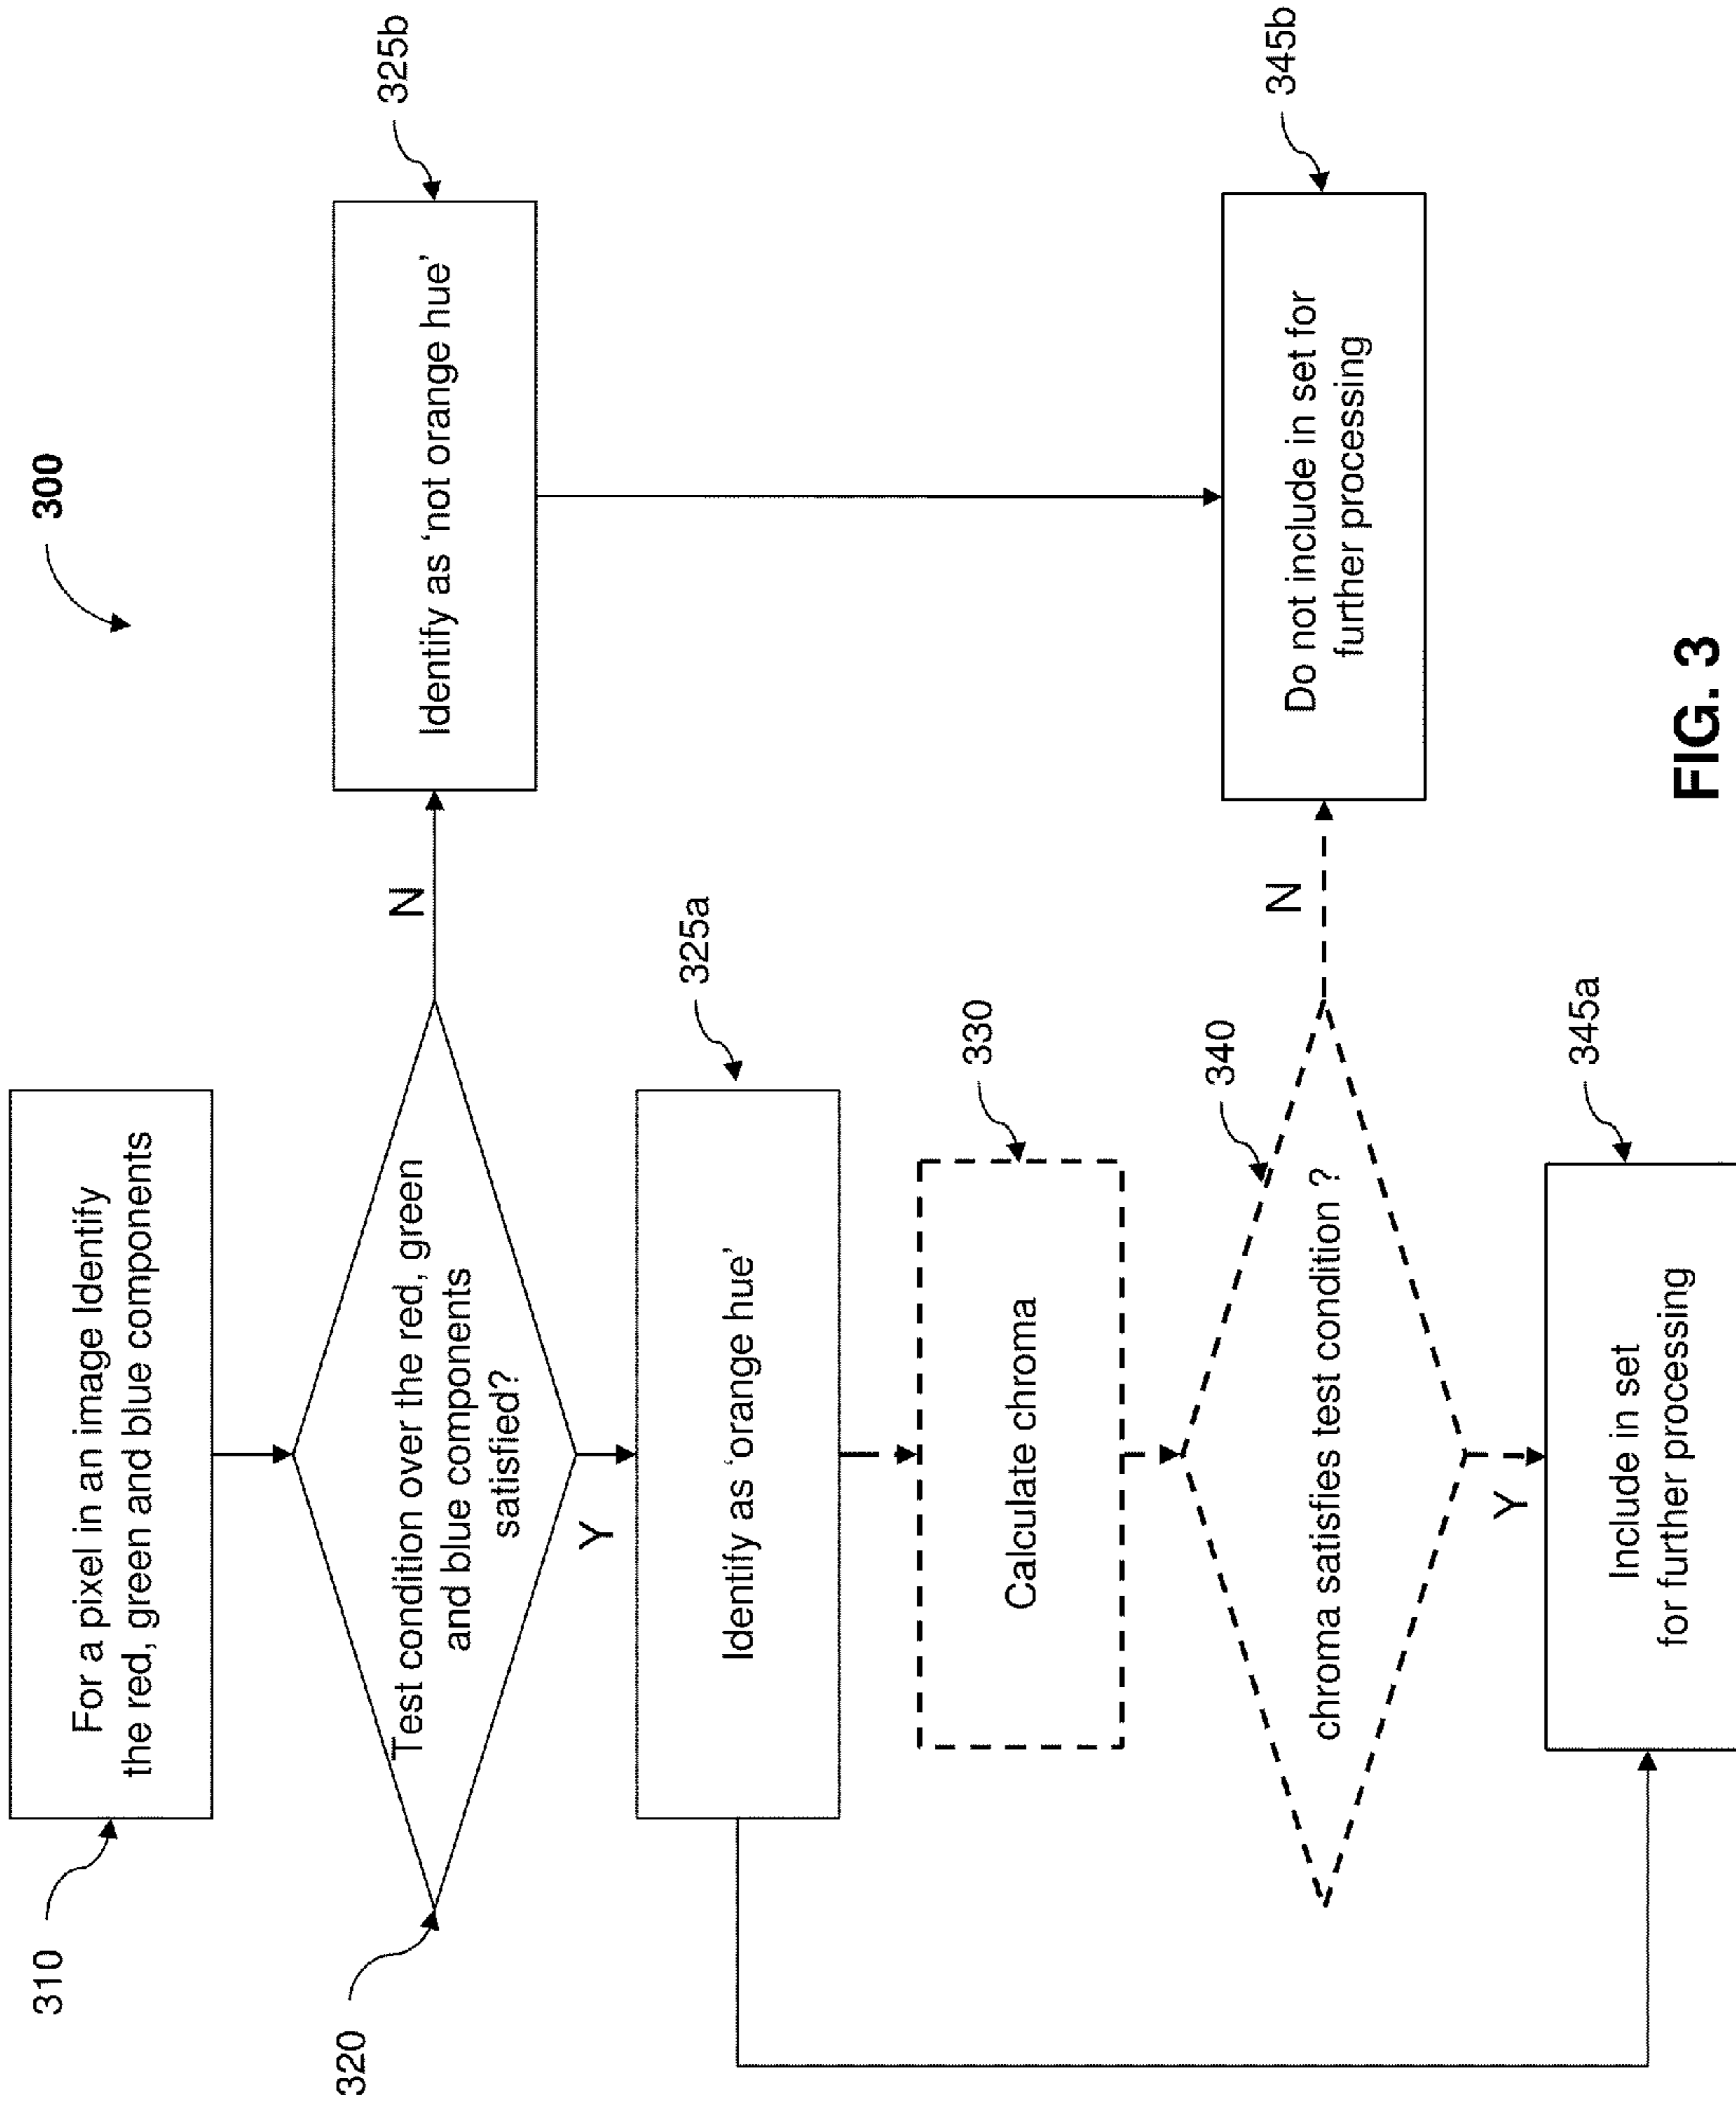 300
310
For a pixel in an image Identify
the red, green and blue components
320
Test condition over the red, green
and blue components
satisfied?
N
325b
Identify as ‘not orange hue’
Y
325a
Identify as ‘orange hue’
330
Calculate chroma
340
chroma satisfies test condition ?
N
345b
Do not include in set for
further processing
Y
345a
Include in set
for further processing
FIG. 3